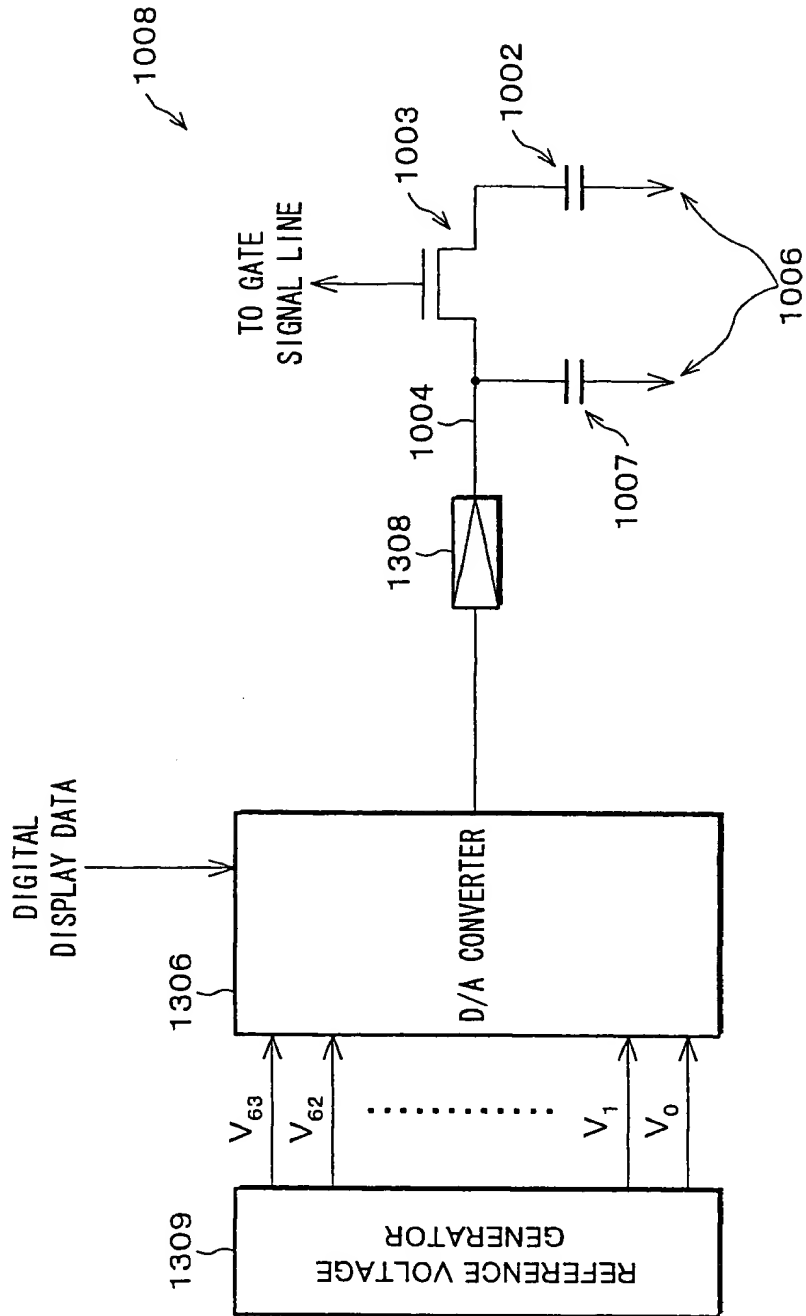 1008
TO GATE
SIGNAL LINE
1003
1002
1004
1006
1007
1308
DIGITAL
DISPLAY DATA
1306
D/A CONVERTER
V63
V62
V1
V0
1309
REFERENCE VOLTAGE
GENERATOR